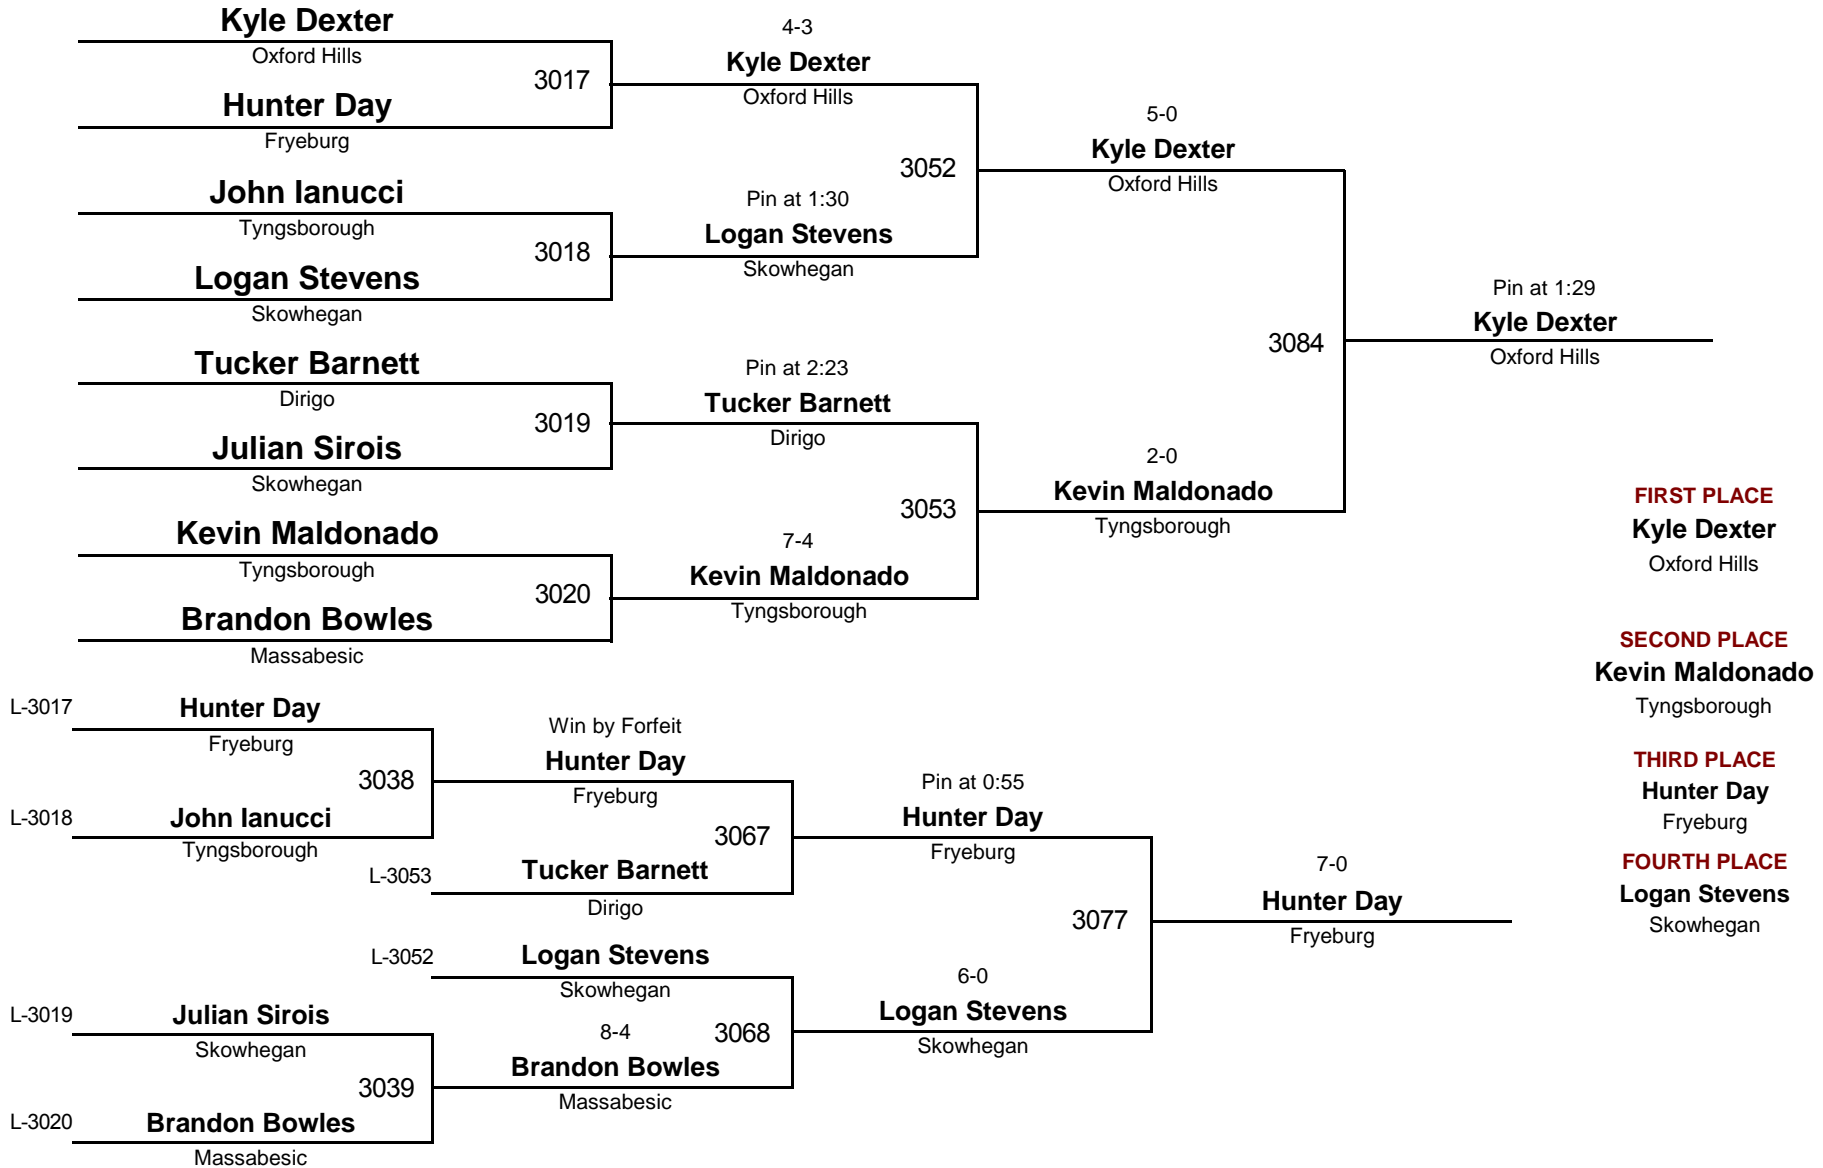 Kyle Dexter
Oxford Hills
3017
Hunter Day
Fryeburg
John Ianucci
Tyngsborough
3018
Logan Stevens
Skowhegan
Tucker Barnett
Dirigo
3019
Julian Sirois
Skowhegan
Kevin Maldonado
Tyngsborough
3020
Brandon Bowles
Massabesic
4-3
Kyle Dexter
Oxford Hills
3052
Pin at 1:30
Logan Stevens
Skowhegan
Pin at 2:23
Tucker Barnett
Dirigo
3053
7-4
Kevin Maldonado
Tyngsborough
5-0
Kyle Dexter
Oxford Hills
3084
2-0
Kevin Maldonado
Tyngsborough
Pin at 1:29
Kyle Dexter
Oxford Hills
FIRST PLACE
Kyle Dexter
Oxford Hills
SECOND PLACE
Kevin Maldonado
Tyngsborough
THIRD PLACE
Hunter Day
Fryeburg
FOURTH PLACE
Logan Stevens
Skowhegan
L-3017
Hunter Day
Fryeburg
3038
L-3018
John Ianucci
Tyngsborough
Win by Forfeit
Hunter Day
Fryeburg
3067
L-3053
Tucker Barnett
Dirigo
L-3052
Logan Stevens
Skowhegan
3068
L-3019
Julian Sirois
Skowhegan
3039
L-3020
Brandon Bowles
Massabesic
8-4
Brandon Bowles
Massabesic
Pin at 0:55
Hunter Day
Fryeburg
3077
6-0
Logan Stevens
Skowhegan
7-0
Hunter Day
Fryeburg